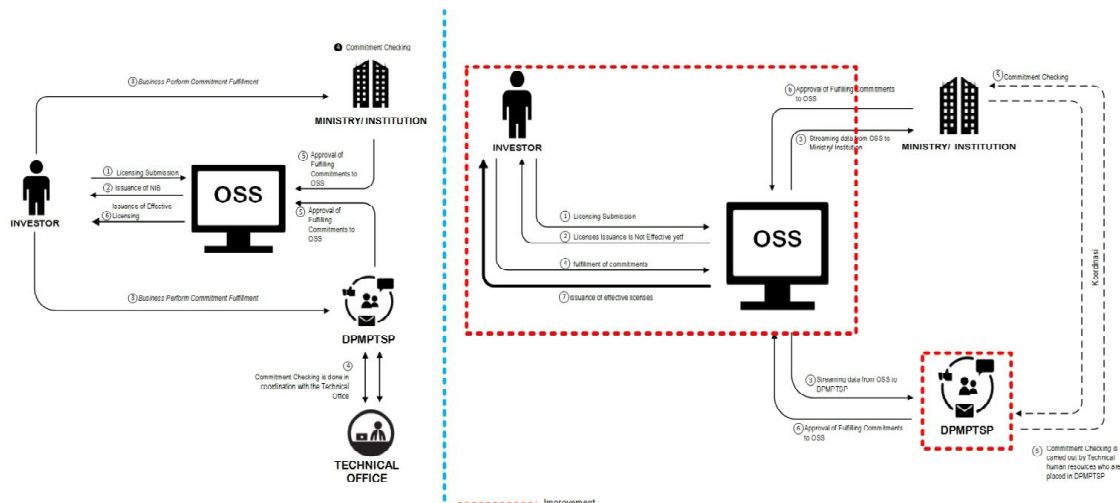 ④ Commitment Checking
③ Business Perform Commitment Fulfillment
MINISTRY/ INSTITUTION
⑤ Approval of
Fulfilling
Commitments to
OSS
① Licensing Submission
② Issuance of NIB
Issuance of Effective
⑥ Licensing
OSS
INVESTOR
⑤ Approval of
Fulfilling
Commitments to
OSS
③ Business Perform Commitment Fulfillment
DPMPTSP
④
Commitment Checking is done in
coordination with the Technical
Office
TECHNICAL
OFFICE
INVESTOR
⑥ Approval of Fulfilling Commitments
to OSS
③ Streaming data from OSS to
Ministry/ Institution
MINISTRY/ INSTITUTION
⑤ Commitment Checking
① Licensing Submission
② Licenses Issuance Is Not Effective yet
④ fulfillment of commitments
⑦ Issuance of effective licenses
OSS
Koordinasi
③ Streaming data from OSS to
⑥ Approval of Fulfilling Commitments
to OSS
DPMPTSP
⑤ Commitment Checking is
carried out by Technical
human resources who are
placed in DPMPTSP
Improvement